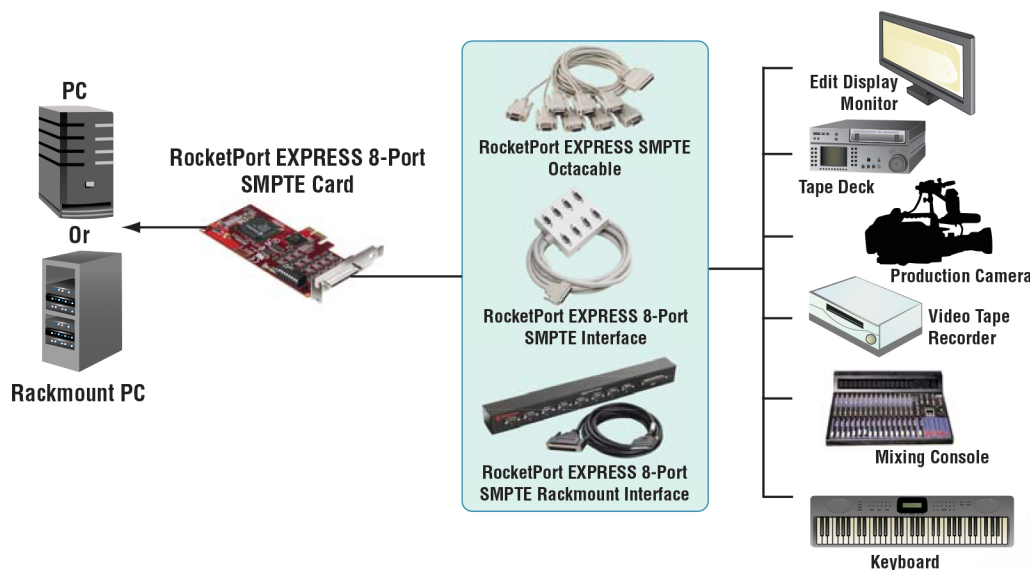 PC
Or
Rackmount PC
RocketPort EXPRESS 8-Port
SMPTE Card
RocketPort EXPRESS SMPTE
Octacable
RocketPort EXPRESS 8-Port
SMPTE Interface
RocketPort EXPRESS 8-Port
SMPTE Rackmount Interface
Edit Display
Monitor
Tape Deck
Production Camera
Video Tape
Recorder
Mixing Console
Keyboard